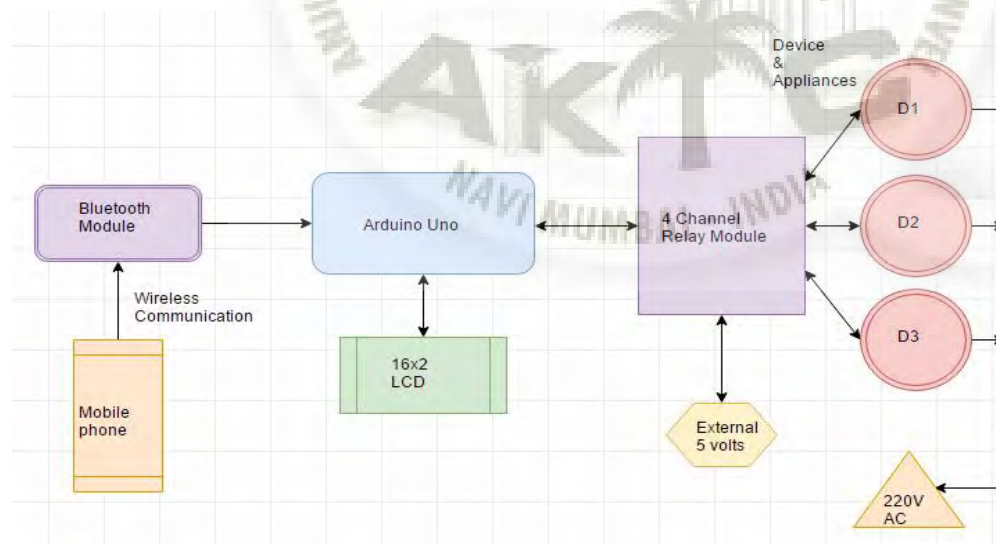 AKTC
NAVI MUMBAI - INDIA
Device
&
Appliances
D1
Bluetooth
Module
Arduino Uno
4 Channel
Relay Module
D2
Wireless
Communication
16x2
LCD
D3
Mobile
phone
External
5 volts
220V
AC